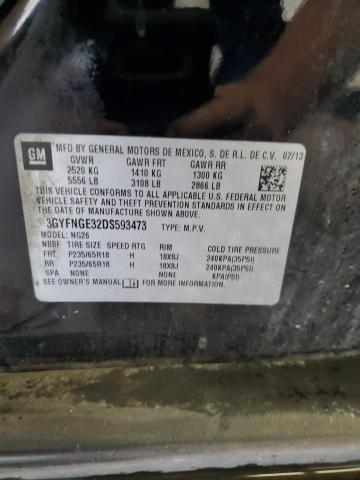 GM
MFD BY GENERAL MOTORS DE MEXICO, S. DE R.L. DE C.V. 02/13
GVWR GAWR FRT GAWR RR
2520 KG 1410 KG 1300 KG
5556 LB 3108 LB 2866 LB
THIS VEHICLE CONFORMS TO ALL APPLICABLE U.S. FEDERAL MOTOR
VEHICLE SAFETY AND THEFT PREVENTION STANDARDS IN EFFECT
ON THE DATE OF MANUFACTURE SHOWN ABOVE.
3GYFNGE32DS593473 TYPE: M.P.V.
MODEL: NG26
NBBF TIRE SIZE SPEED RTG RIM COLD TIRE PRESSURE
FRT P235/65R18 H 18X8J 240KPA(35PSI)
RR P235/65R18 H 18X8J 240KPA(35PSI)
SPA NONE NONE KPA(PSI)
SEE OWNER'S MANUAL FOR MORE INFORMATION.